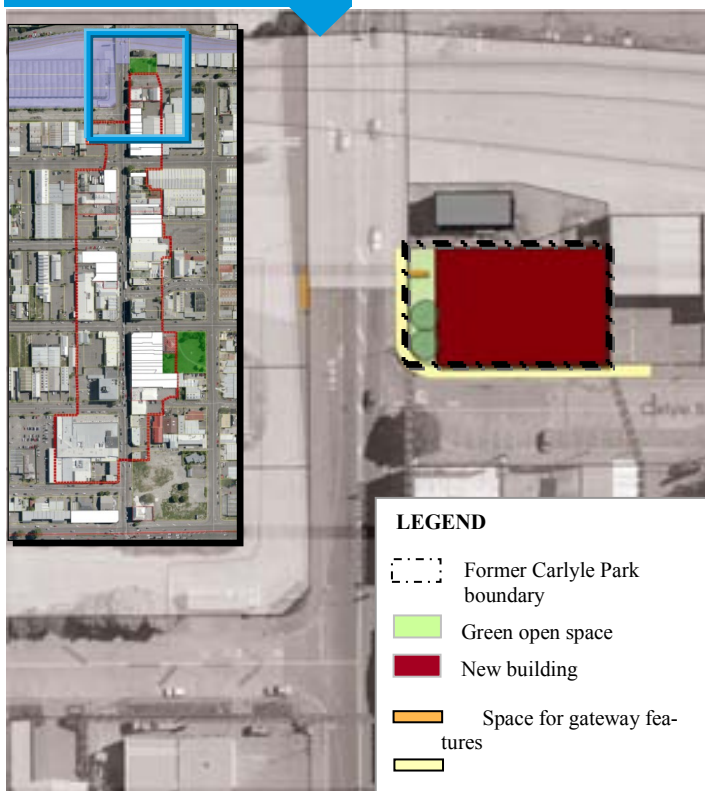 LEGEND
Former Carlyle Park
boundary
Green open space
New building
Space for gateway fea-
tures